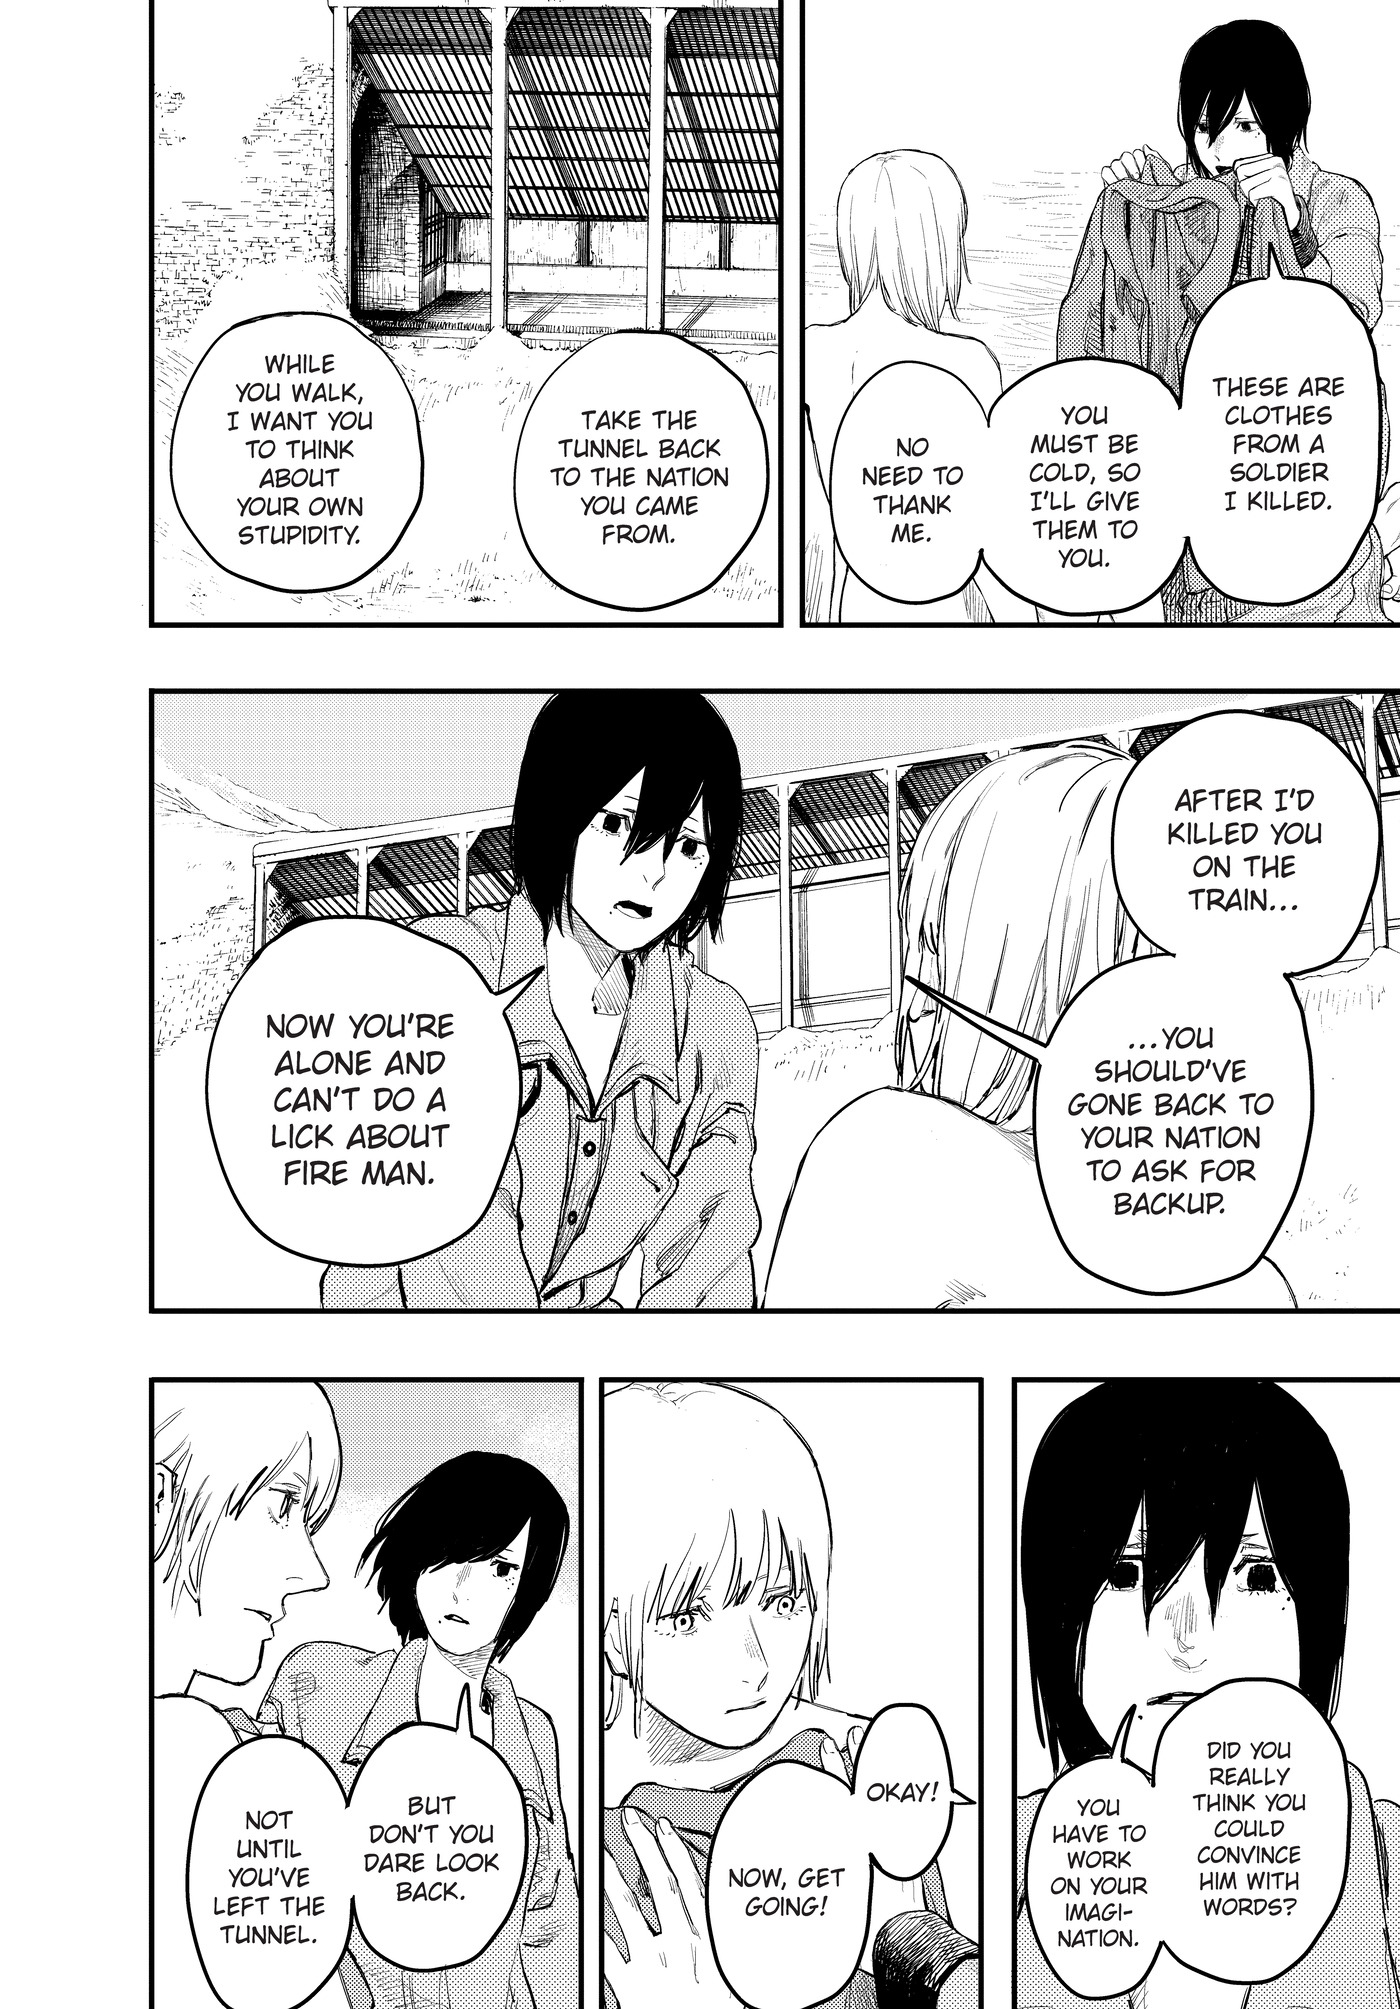 THESE ARE
CLOTHES
FROM A
SOLDIER
I KILLED.
YOU
MUST BE
COLD, SO
I'LL GIVE
THEM TO
YOU.
NO
NEED TO
THANK
ME.
TAKE THE
TUNNEL BACK
TO THE NATION
YOU CAME
FROM.
WHILE
YOU WALK,
I WANT YOU
TO THINK
ABOUT
YOUR OWN
STUPIDITY.
AFTER I'D
KILLED YOU
ON THE
TRAIN...
...YOU
SHOULD'VE
GONE BACK TO
YOUR NATION
TO ASK FOR
BACKUP.
NOW YOU'RE
ALONE AND
CAN'T DO A
LICK ABOUT
FIRE MAN.
DID YOU
REALLY
THINK YOU
COULD
CONVINCE
HIM WITH
WORDS?
YOU
HAVE TO
WORK
ON YOUR
IMAGI-
NATION.
OKAY!
NOW, GET
GOING!
BUT
DON'T YOU
DARE LOOK
BACK.
NOT
UNTIL
YOU'VE
LEFT THE
TUNNEL.